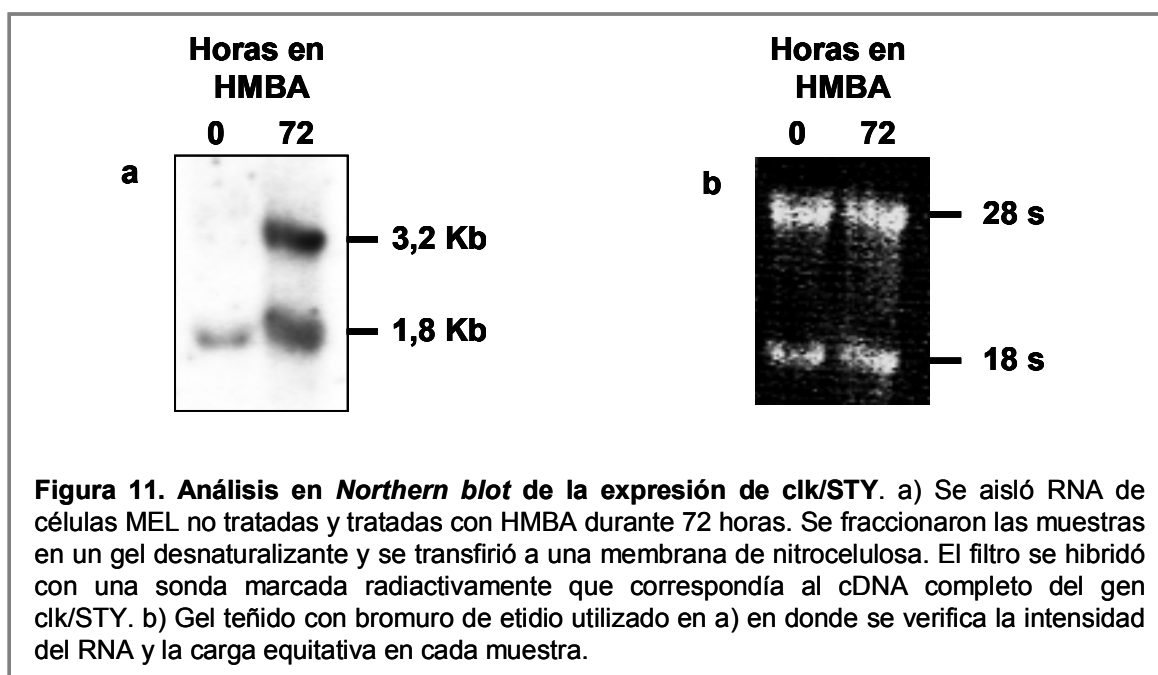 Horas en
HMBA
0 72
a
3,2 Kb
1,8 Kb
Horas en
HMBA
0 72
b
28 s
18 s
Figura 11. Análisis en Northern blot de la expresión de clk/STY. a) Se aisló RNA de
células MEL no tratadas y tratadas con HMBA durante 72 horas. Se fraccionaron las muestras
en un gel desnaturalizante y se transfirió a una membrana de nitrocelulosa. El filtro se hibridó
con una sonda marcada radiactivamente que correspondía al cDNA completo del gen
clk/STY. b) Gel teñido con bromuro de etidio utilizado en a) en donde se verifica la intensidad
del RNA y la carga equitativa en cada muestra.